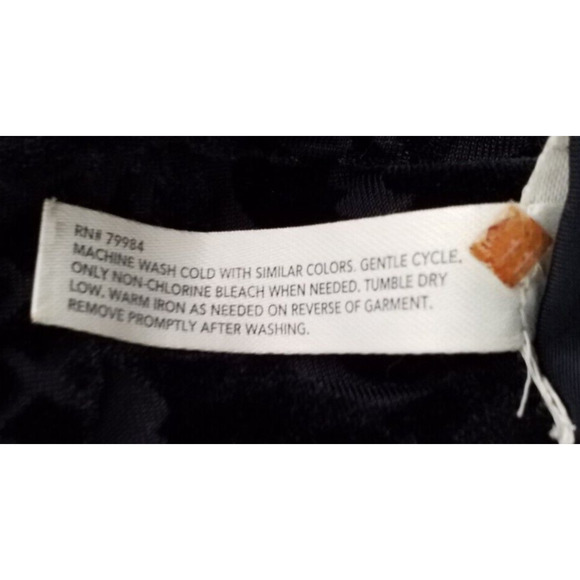 RN# 79984
MACHINE WASH COLD WITH SIMILAR COLORS. GENTLE CYCLE.
ONLY NON-CHLORINE BLEACH WHEN NEEDED. TUMBLE DRY
LOW. WARM IRON AS NEEDED ON REVERSE OF GARMENT.
REMOVE PROMPTLY AFTER WASHING.